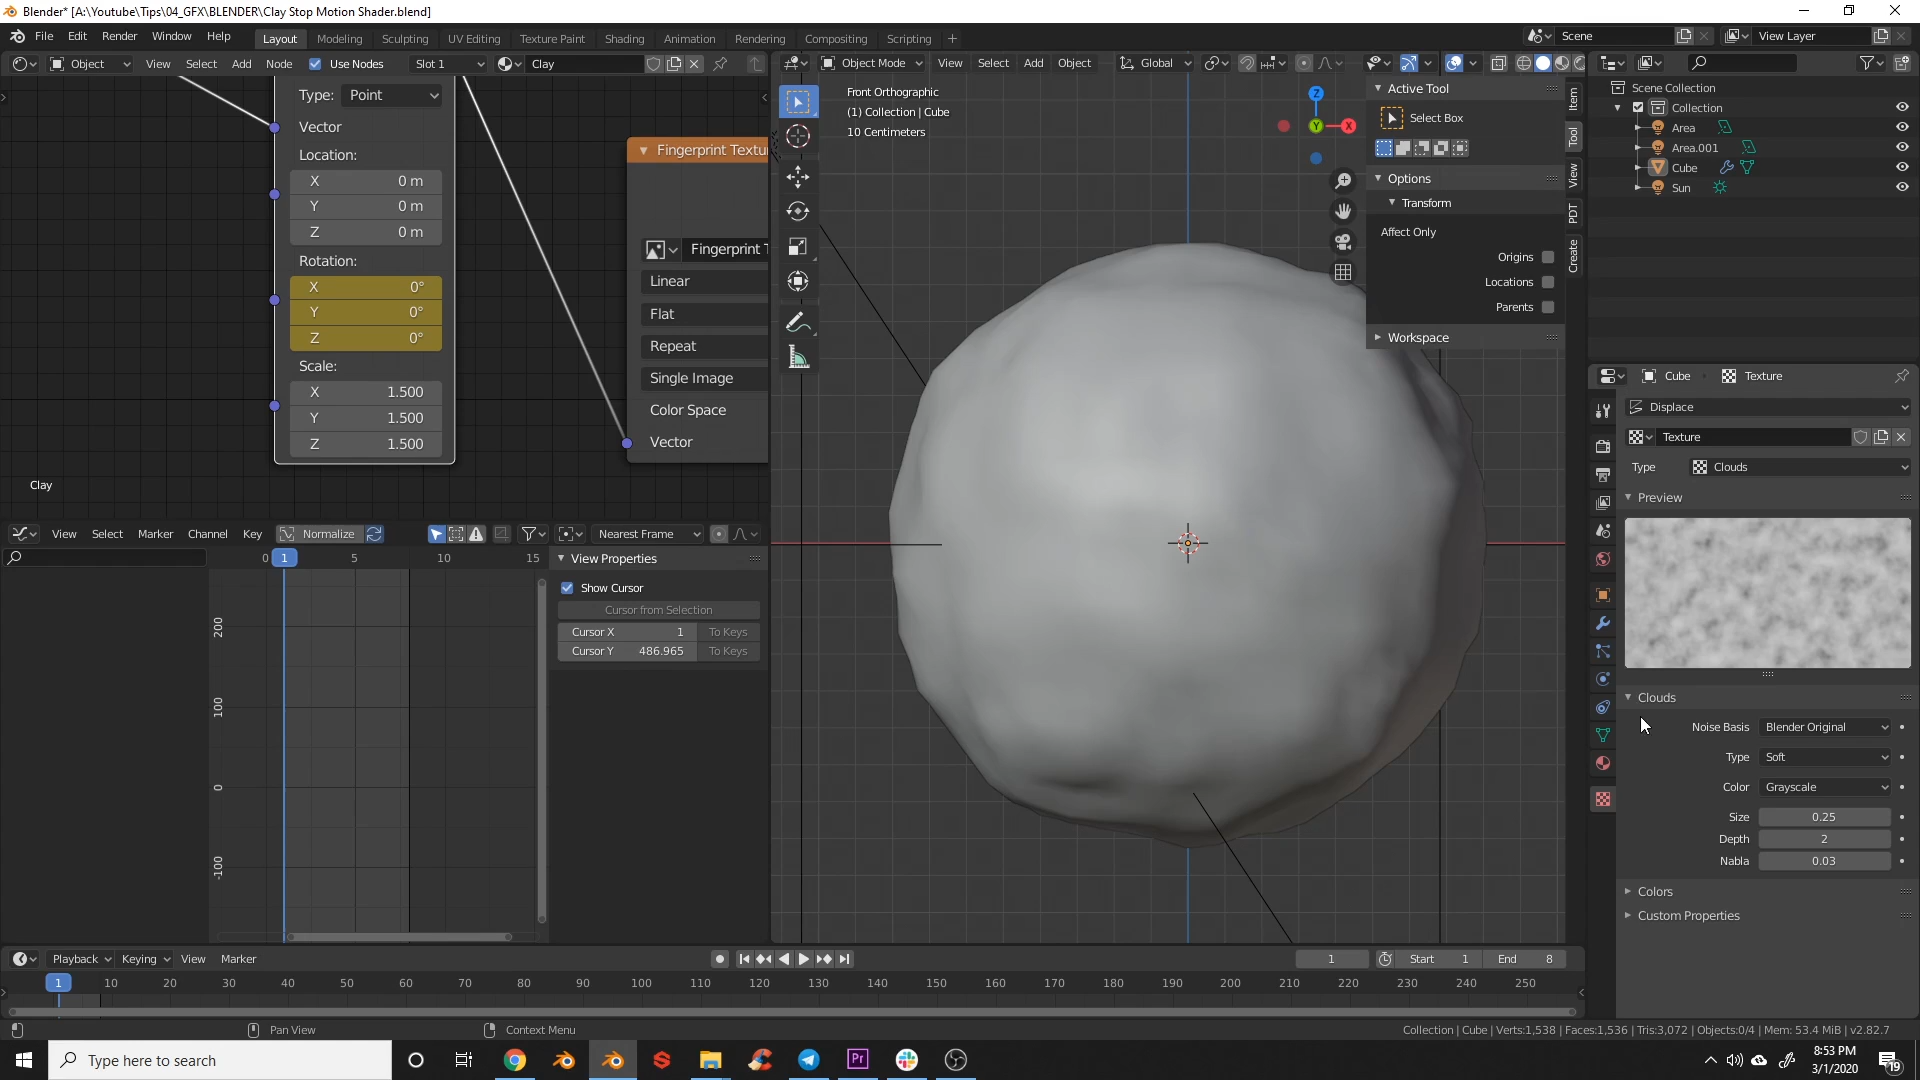 Blender* [A:\Youtube\Tips\04_GFX\BLENDER\Clay Stop Motion Shader.blend]
File Edit Render Window Help Layout Modeling Sculpting UV Editing Texture Paint Shading Animation Rendering Compositing Scripting + Scene View Layer
Object View Select Add Node Use Nodes Slot 1 Clay
Type: Point
Vector
Location:
X 0 m
Y 0 m
Z 0 m
Rotation:
X 0°
Y 0°
Z 0°
Scale:
X 1.500
Y 1.500
Z 1.500
Clay
Fingerprint Textur
Fingerprint T
Linear
Flat
Repeat
Single Image
Color Space
Vector
Object Mode View Select Add Object Global
Front Orthographic
(1) Collection | Cube
10 Centimeters
Z
Y
X
Active Tool
Select Box
Options
Transform
Affect Only
Origins
Locations
Parents
Workspace
Item
Tool
View
PDT
Create
Scene Collection
Collection
Area
Area.001
Cube
Sun
Cube Texture
Displace
Texture
Type Clouds
Preview
Clouds
Noise Basis Blender Original
Type Soft
Color Grayscale
Size 0.25
Depth 2
Nabla 0.03
Colors
Custom Properties
View Select Marker Channel Key Normalize Nearest Frame
0 1 5 10 15
200
100
0
-100
View Properties
Show Cursor
Cursor from Selection
Cursor X 1 To Keys
Cursor Y 486.965 To Keys
Playback Keying View Marker 1 Start 1 End 8
1 10 20 30 40 50 60 70 80 90 100 110 120 130 140 150 160 170 180 190 200 210 220 230 240 250
Pan View Context Menu Collection | Cube | Verts:1,538 | Faces:1,536 | Tris:3,072 | Objects:0/4 | Mem: 53.4 MiB | v2.82.7
Type here to search
Pr
8:53 PM
3/1/2020
19